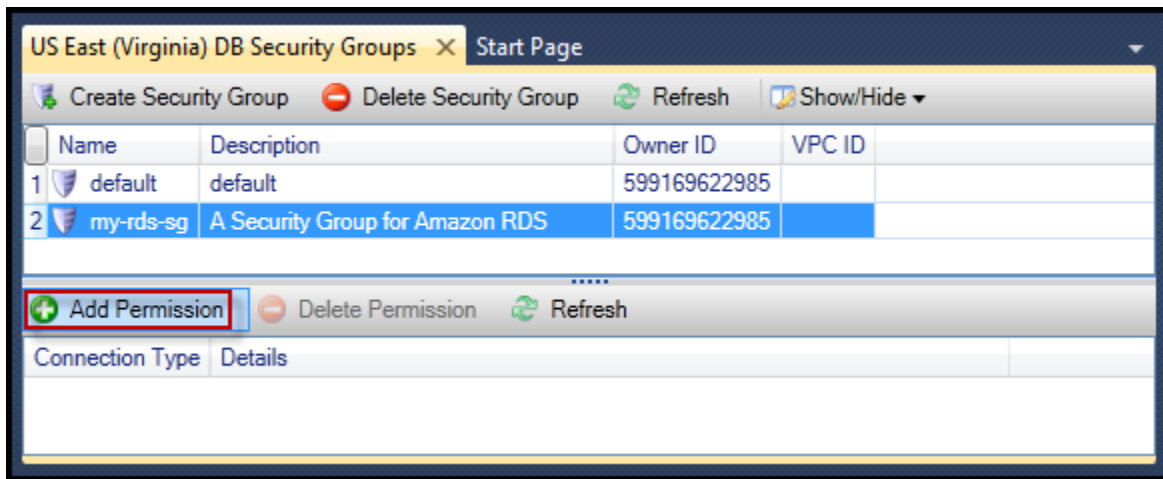 US East (Virginia) DB Security Groups Start Page
Create Security Group Delete Security Group Refresh Show/Hide
Name Description Owner ID VPC ID
1 default default 599169622985
2 my-rds-sg A Security Group for Amazon RDS 599169622985
Add Permission Delete Permission Refresh
Connection Type Details